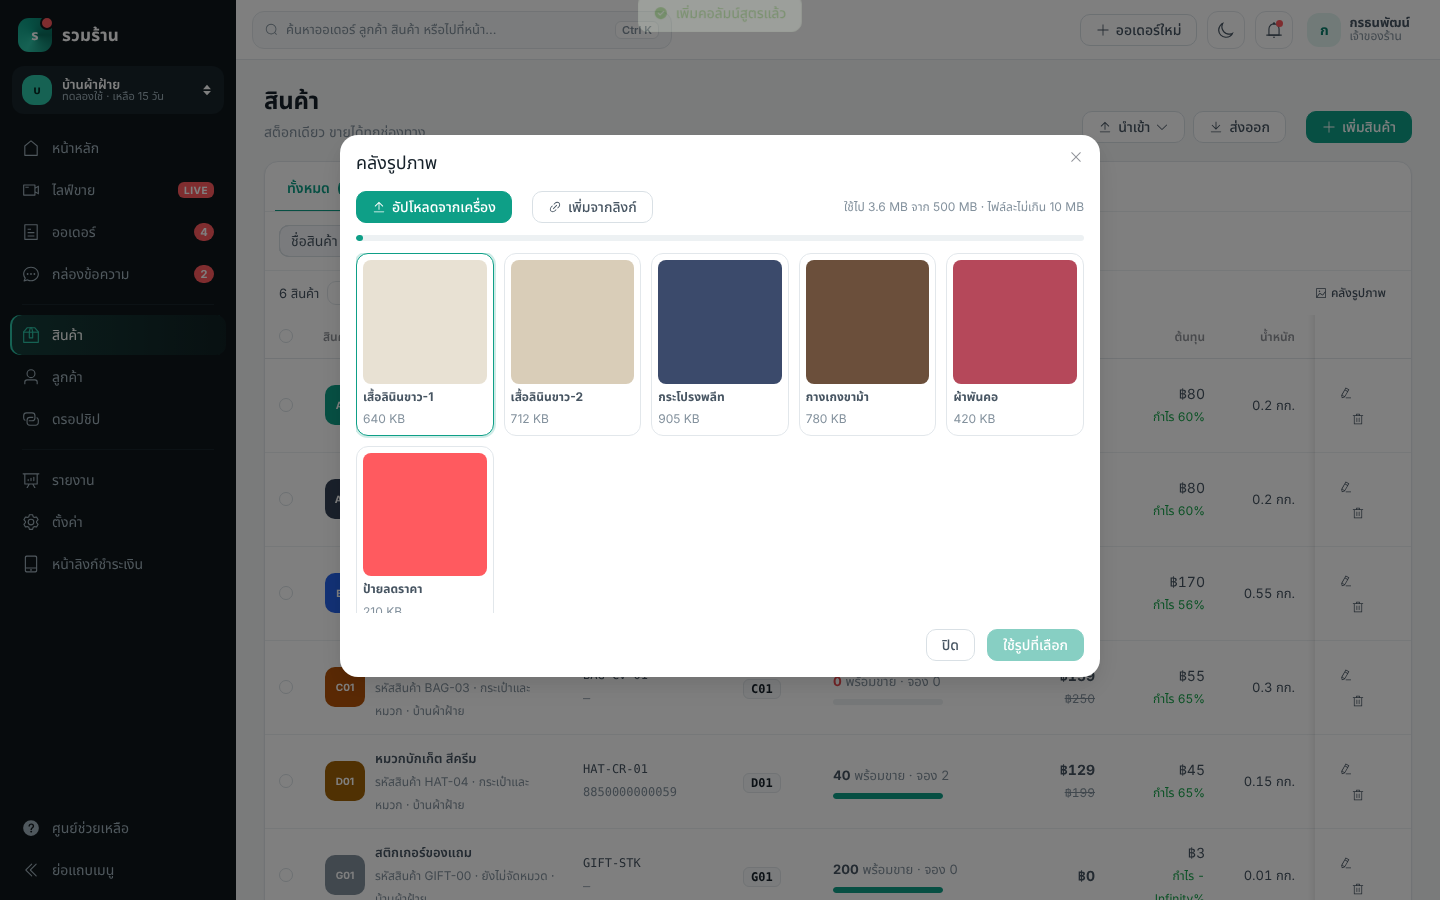 s รวมร้าน
บ บ้านผ้าฝ้าย
ทดลองใช้ · เหลือ 15 วัน
หน้าหลัก
ไลฟ์ขาย LIVE
ออเดอร์ 4
กล่องข้อความ 2
สินค้า
ลูกค้า
ดรอปชิป
รายงาน
ตั้งค่า
หน้าลิงก์ชำระเงิน
ศูนย์ช่วยเหลือ
ย่อแถบเมนู
ค้นหาออเดอร์ ลูกค้า สินค้า หรือไปที่หน้า... Ctrl K
เพิ่มคอลัมน์สูตรแล้ว
ออเดอร์ใหม่
ก กรธนพัฒน์
เจ้าของร้าน
สินค้า
สต็อกเดียว ขายได้ทุกช่องทาง
นำเข้า
ส่งออก
เพิ่มสินค้า
ทั้งหมด
ชื่อสินค้า
6 สินค้า
คลังรูปภาพ
ต้นทุน น้ำหนัก
คลังรูปภาพ
อัปโหลดจากเครื่อง
เพิ่มจากลิงก์
ใช้ไป 3.6 MB จาก 500 MB · ไฟล์ละไม่เกิน 10 MB
เสื้อลินินขาว-1
640 KB
เสื้อลินินขาว-2
712 KB
กระโปรงพลีท
905 KB
กางเกงขาม้า
780 KB
ผ้าพันคอ
420 KB
ป้ายลดราคา
210 KB
ปิด
ใช้รูปที่เลือก
฿80
กำไร 60%
0.2 กก.
฿80
กำไร 60%
0.2 กก.
฿170
กำไร 56%
0.55 กก.
C01
รหัสสินค้า BAG-03 · กระเป๋าและ
หมวก · บ้านผ้าฝ้าย
–
C01
0 พร้อมขาย · จอง 0
฿159
฿250
฿55
กำไร 65%
0.3 กก.
D01
หมวกบักเก็ต สีครีม
รหัสสินค้า HAT-04 · กระเป๋าและ
หมวก · บ้านผ้าฝ้าย
HAT-CR-01
8850000000059
D01
40 พร้อมขาย · จอง 2
฿129
฿199
฿45
กำไร 65%
0.15 กก.
G01
สติกเกอร์ของแถม
รหัสสินค้า GIFT-00 · ยังไม่จัดหมวด ·
บ้านผ้าฝ้าย
GIFT-STK
–
G01
200 พร้อมขาย · จอง 0
฿0
฿3
กำไร -
Infinity%
0.01 กก.